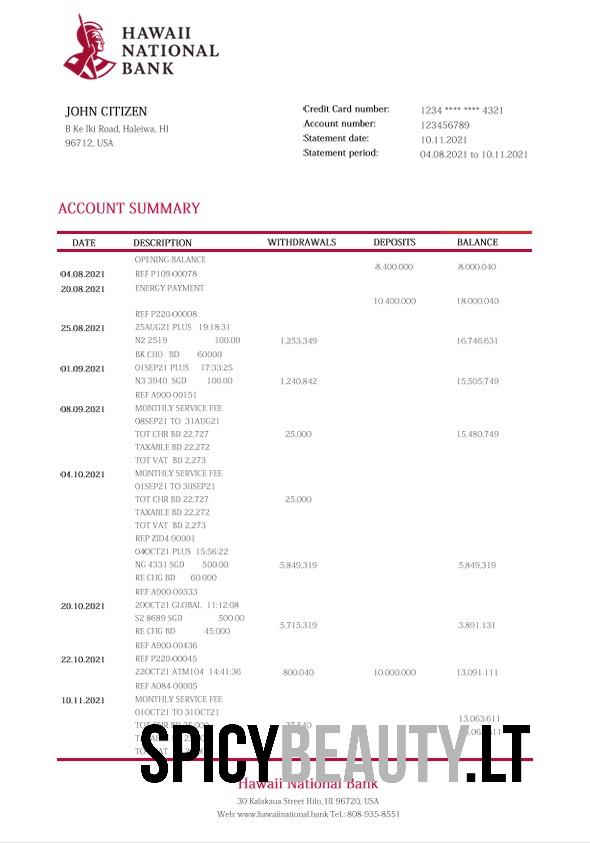 HAWAII
NATIONAL
BANK
JOHN CITIZEN
8 Ke Iki Road, Haleiwa, HI
96712, USA
Credit Card number: 1234 **** **** 4321
Account number: 123456789
Statement date: 10.11.2021
Statement period: 04.08.2021 to 10.11.2021
ACCOUNT SUMMARY
DATE DESCRIPTION WITHDRAWALS DEPOSITS BALANCE
OPENING BALANCE
8,400.000 8.000.040
04.08.2021 REF P109-00078
20.08.2021 ENERGY PAYMENT
10.400.000 18.000.040
REF P220-00008
25.08.2021 25AUG21 PLUS 19:18:31
N2 2519 100.00 1,253,349 16,746.631
BK CHO BD 60000
01.09.2021 01SEP21 PLUS 17:33:25
N3 3940 SGD 100.00 1,240,842 15,505,749
REF A900-00151
08.09.2021 MONTHLY SERVICE FEE
08SEP21 TO 31AUG21
TOT CHR BD 22,727 25,000 15,480,749
TAXABLE BD 22,272
TOT VAT BD 2,273
04.10.2021 MONTHLY SERVICE FEE
01SEP21 TO 30SEP21
TOT CHR BD 22,727 25,000
TAXABLE BD 22,272
TOT VAT BD 2,273
REP ZID4-90001
04OCT21 PLUS 15:56:22
NG 4331 SGD 500.00 5,849,319 5,849,319
RE CHG BD 60.000
REF A900-00333
20.10.2021 20OCT21 GLOBAL 11:12:08
S2 8689 SGD 500.00
5,715,319 3,891.131
RE CHG BD 45:000
REF A900-00436
22.10.2021 REF P220-00045
22OCT21 ATM104 14:41:36 800.040 10.000.000 13,091.111
REF A084-00005
10.11.2021 MONTHLY SERVICE FEE
01OCT21 TO 31OCT21
13,063.611
SPICYBEAUTY.LT
Hawaii National Bank
30 Kalakaua Street Hilo, HI 96720, USA
Web: www.hawaiinational.bank Tel.: 808-935-8551